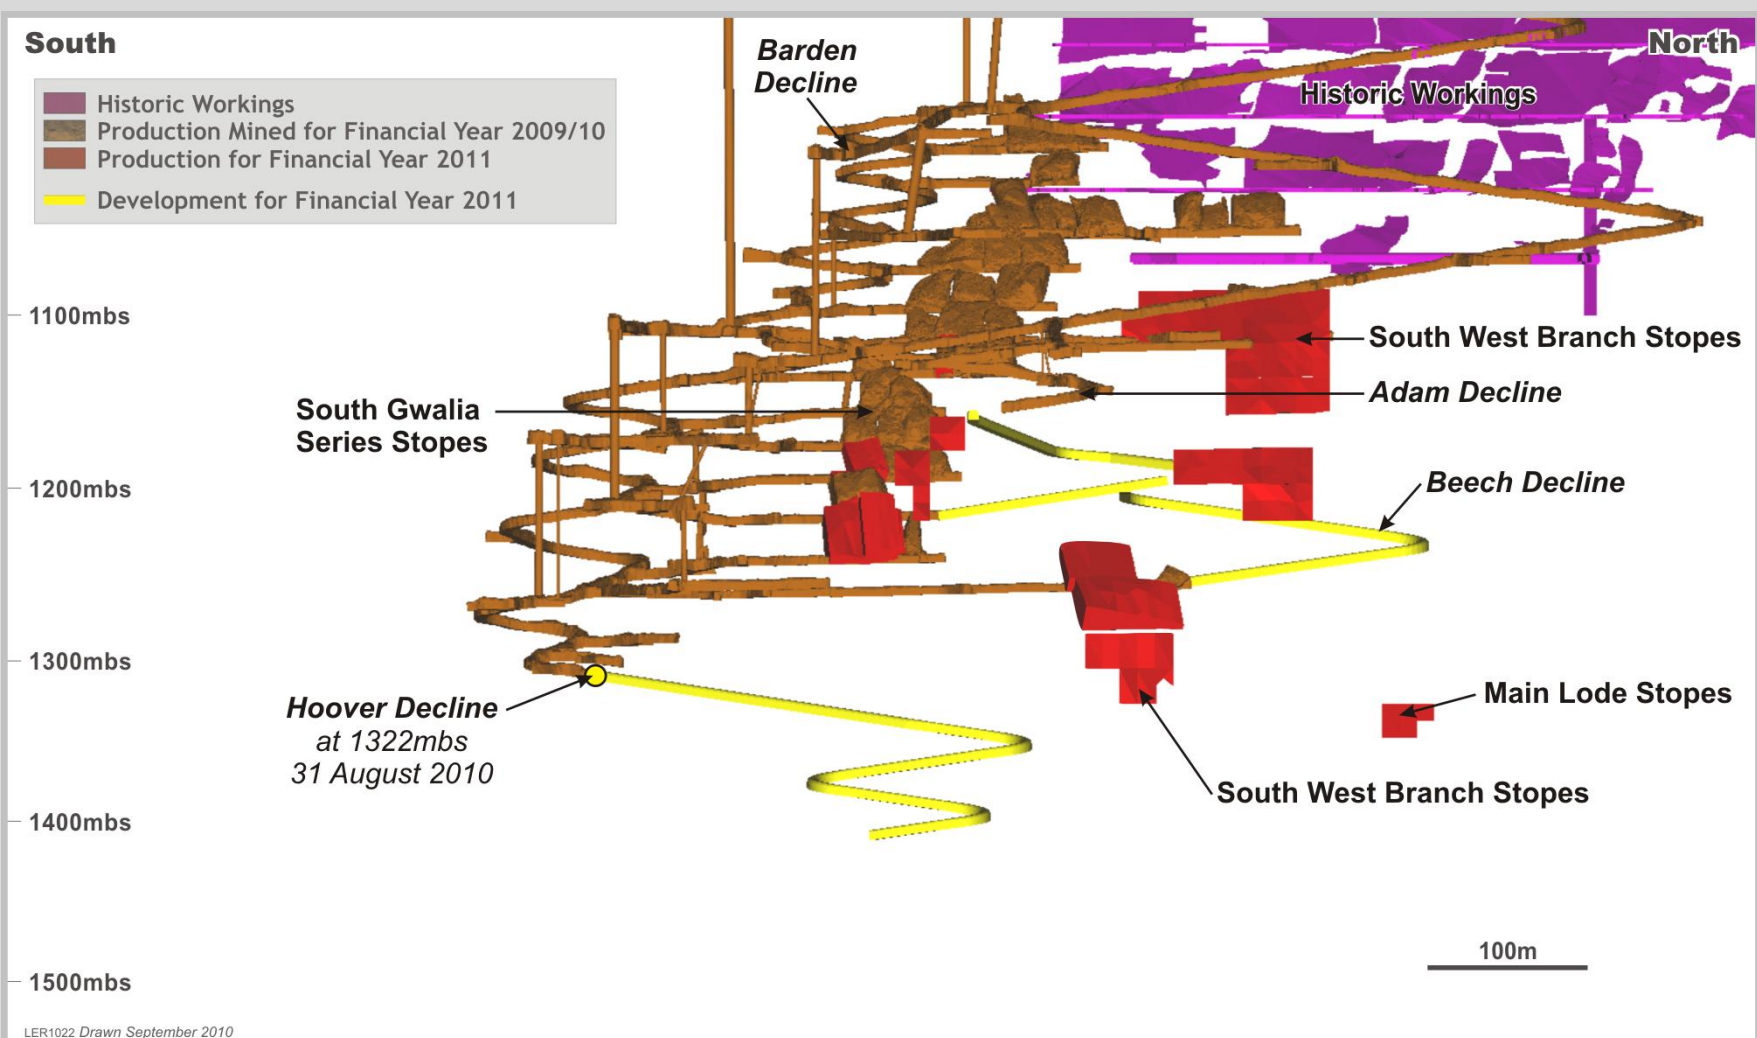 South
North
Barden
Decline
Historic Workings
Production Mined for Financial Year 2009/10
Production for Financial Year 2011
Development for Financial Year 2011
Historic Workings
1100mbs
South West Branch Stopes
Adam Decline
South Gwalia
Series Stopes
1200mbs
Beech Decline
1300mbs
Hoover Decline
at 1322mbs
31 August 2010
Main Lode Stopes
South West Branch Stopes
1400mbs
100m
1500mbs
LER1022 Drawn September 2010